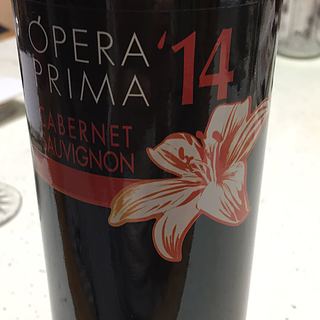 ÓPERA '14
PRIMA
CABERNET
SAUVIGNON